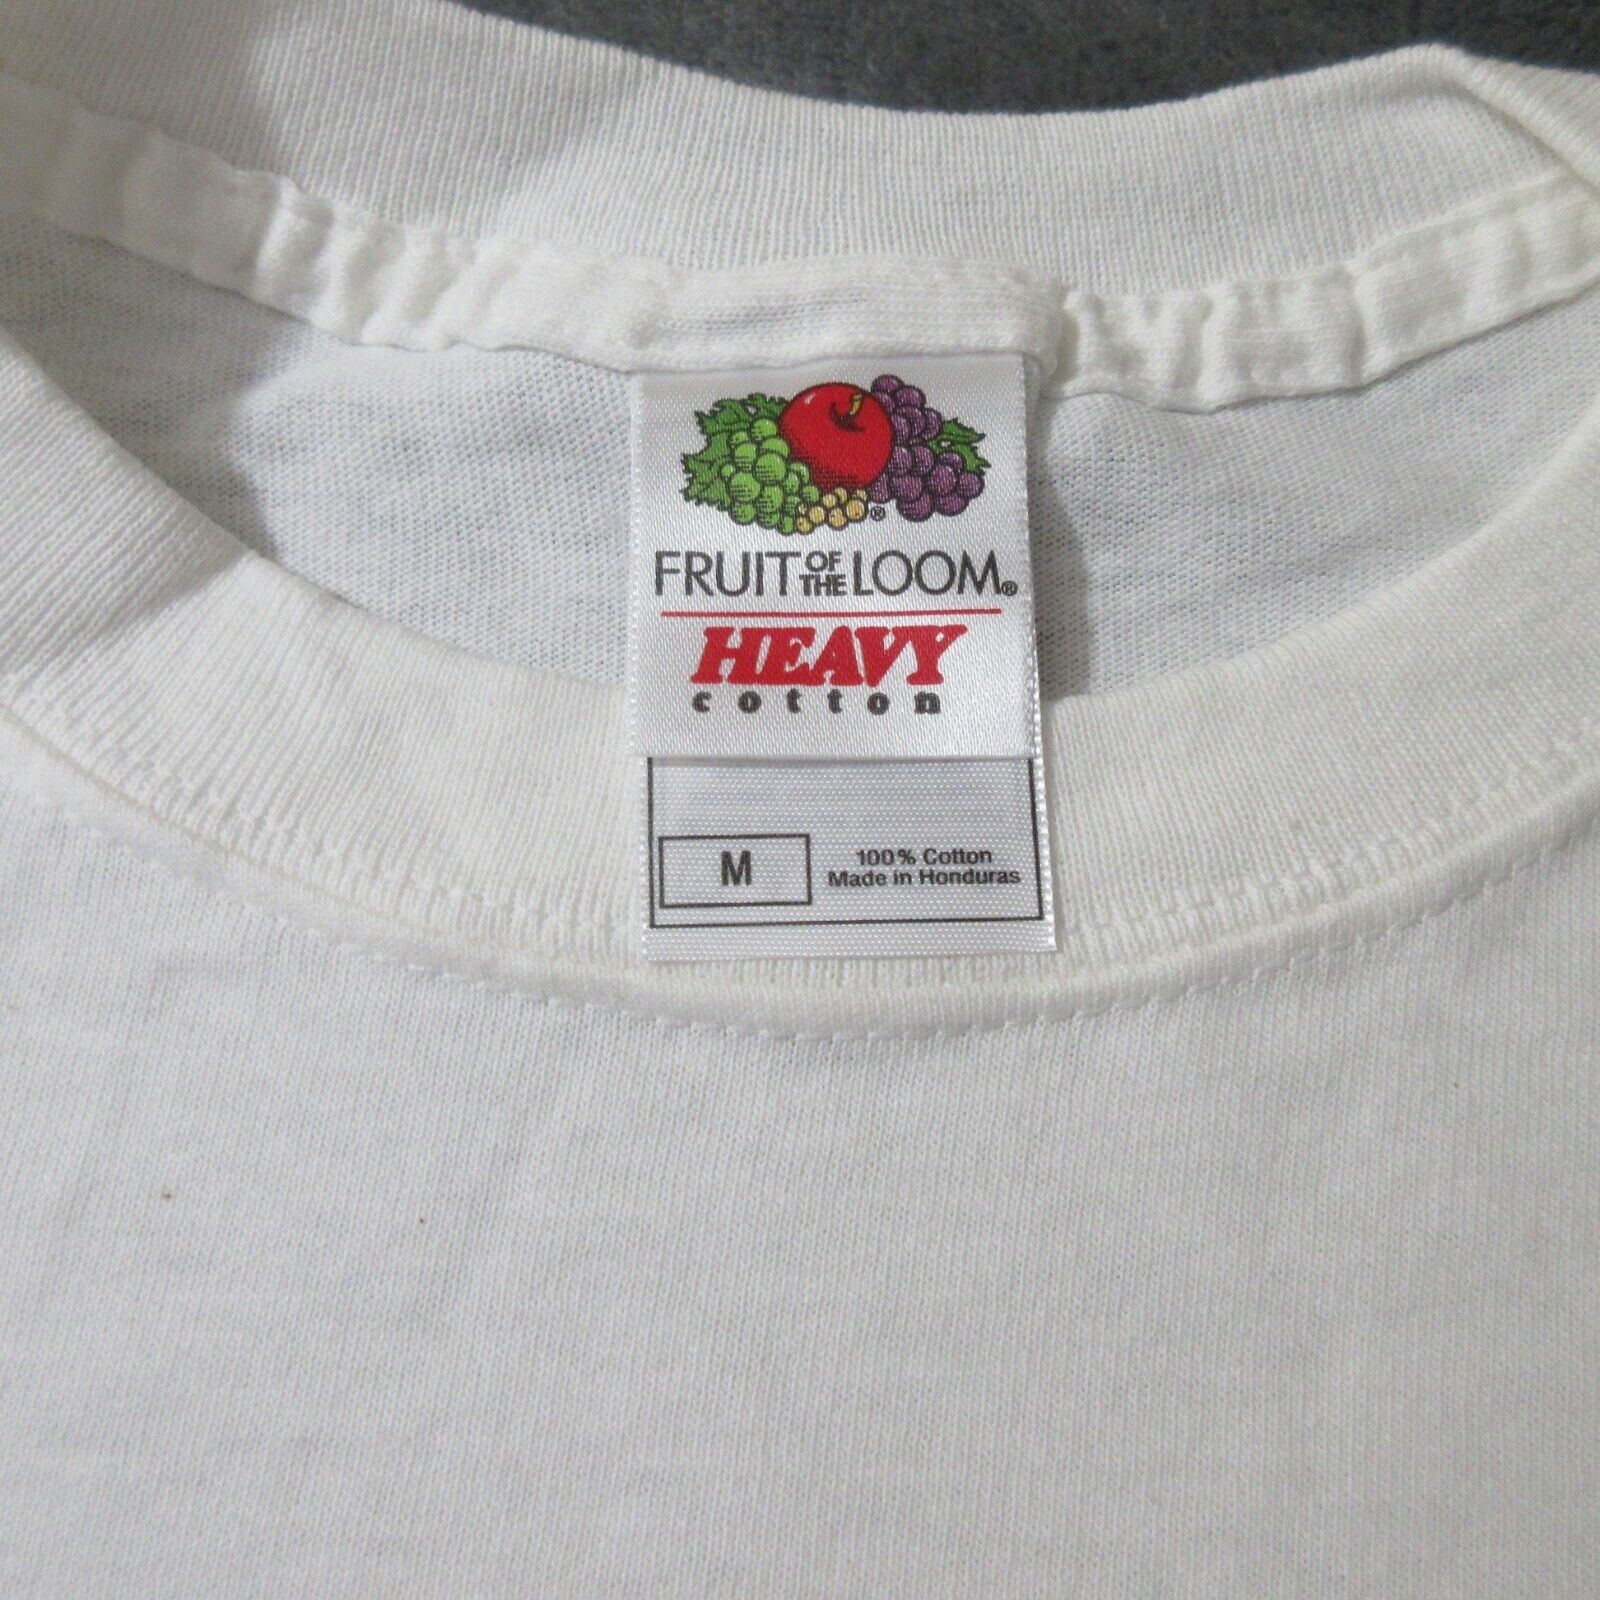 ®
FRUIT OF THE LOOM®
HEAVY
cotton
M
100% Cotton
Made in Honduras